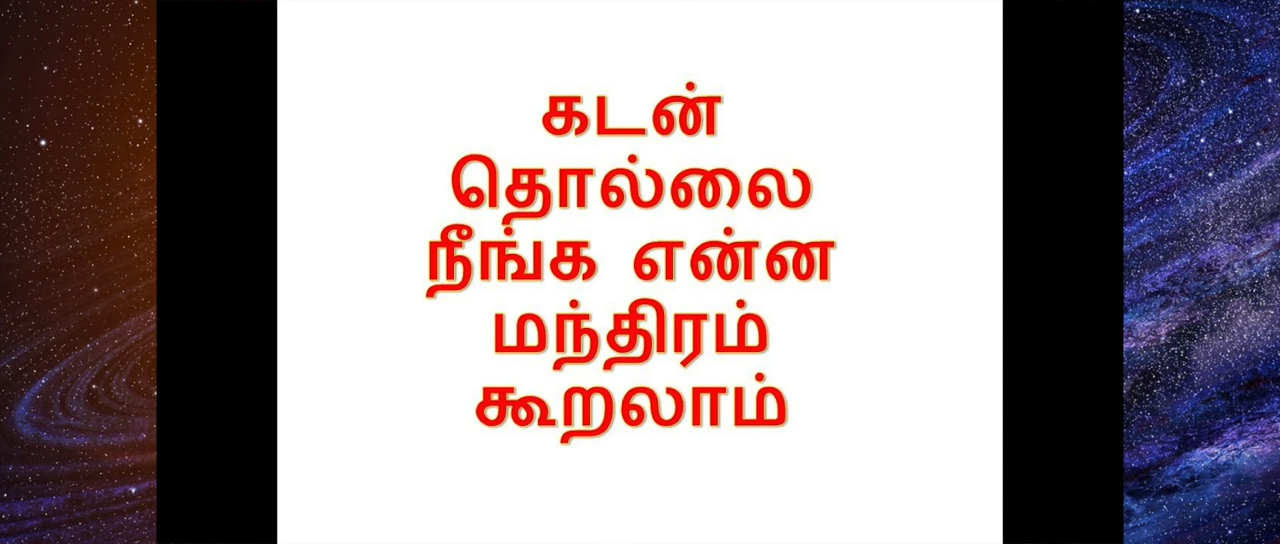 கடன்
தொல்லை
நீங்க என்ன
மந்திரம்
கூறலாம்